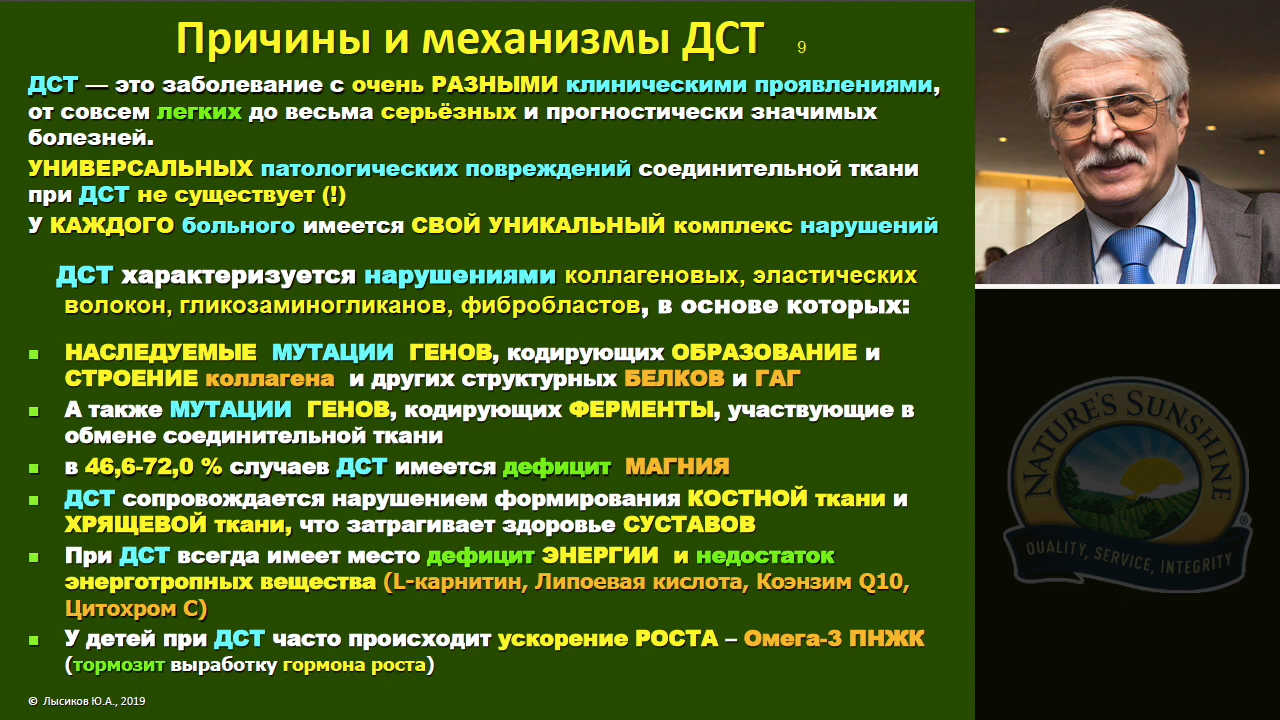 Причины и механизмы ДСТ 9
ДСТ — это заболевание с очень РАЗНЫМИ клиническими проявлениями,
от совсем легких до весьма серьёзных и прогностически значимых
болезней.
УНИВЕРСАЛЬНЫХ патологических повреждений соединительной ткани
при ДСТ не существует (!)
У КАЖДОГО больного имеется СВОЙ УНИКАЛЬНЫЙ комплекс нарушений
ДСТ характеризуется нарушениями коллагеновых, эластических
волокон, гликозаминогликанов, фибробластов, в основе которых:
НАСЛЕДУЕМЫЕ МУТАЦИИ ГЕНОВ, кодирующих ОБРАЗОВАНИЕ и
СТРОЕНИЕ коллагена и других структурных БЕЛКОВ и ГАГ
А также МУТАЦИИ ГЕНОВ, кодирующих ФЕРМЕНТЫ, участвующие в
обмене соединительной ткани
в 46,6-72,0 % случаев ДСТ имеется дефицит МАГНИЯ
ДСТ сопровождается нарушением формирования КОСТНОЙ ткани и
ХРЯЩЕВОЙ ткани, что затрагивает здоровье СУСТАВОВ
При ДСТ всегда имеет место дефицит ЭНЕРГИИ и недостаток
энерготропных вещества (L-карнитин, Липоевая кислота, Коэнзим Q10,
Цитохром С)
У детей при ДСТ часто происходит ускорение РОСТА – Омега-3 ПНЖК
(тормозит выработку гормона роста)
© Лысиков Ю.А., 2019
NATURE'S SUNSHINE
®
QUALITY, SERVICE, INTEGRITY